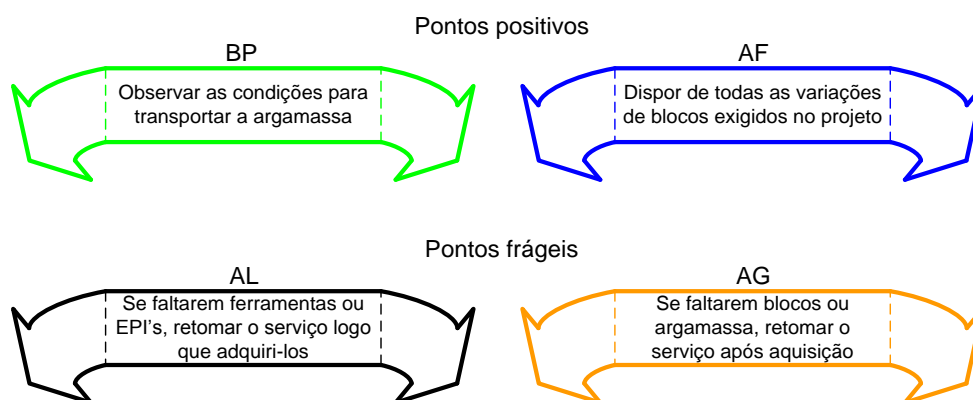 Pontos positivos
BP
Observar as condições para
transportar a argamassa
AF
Dispor de todas as variações
de blocos exigidos no projeto
Pontos frágeis
AL
Se faltarem ferramentas ou
EPI's, retomar o serviço logo
que adquiri-los
AG
Se faltarem blocos ou
argamassa, retomar o
serviço após aquisição